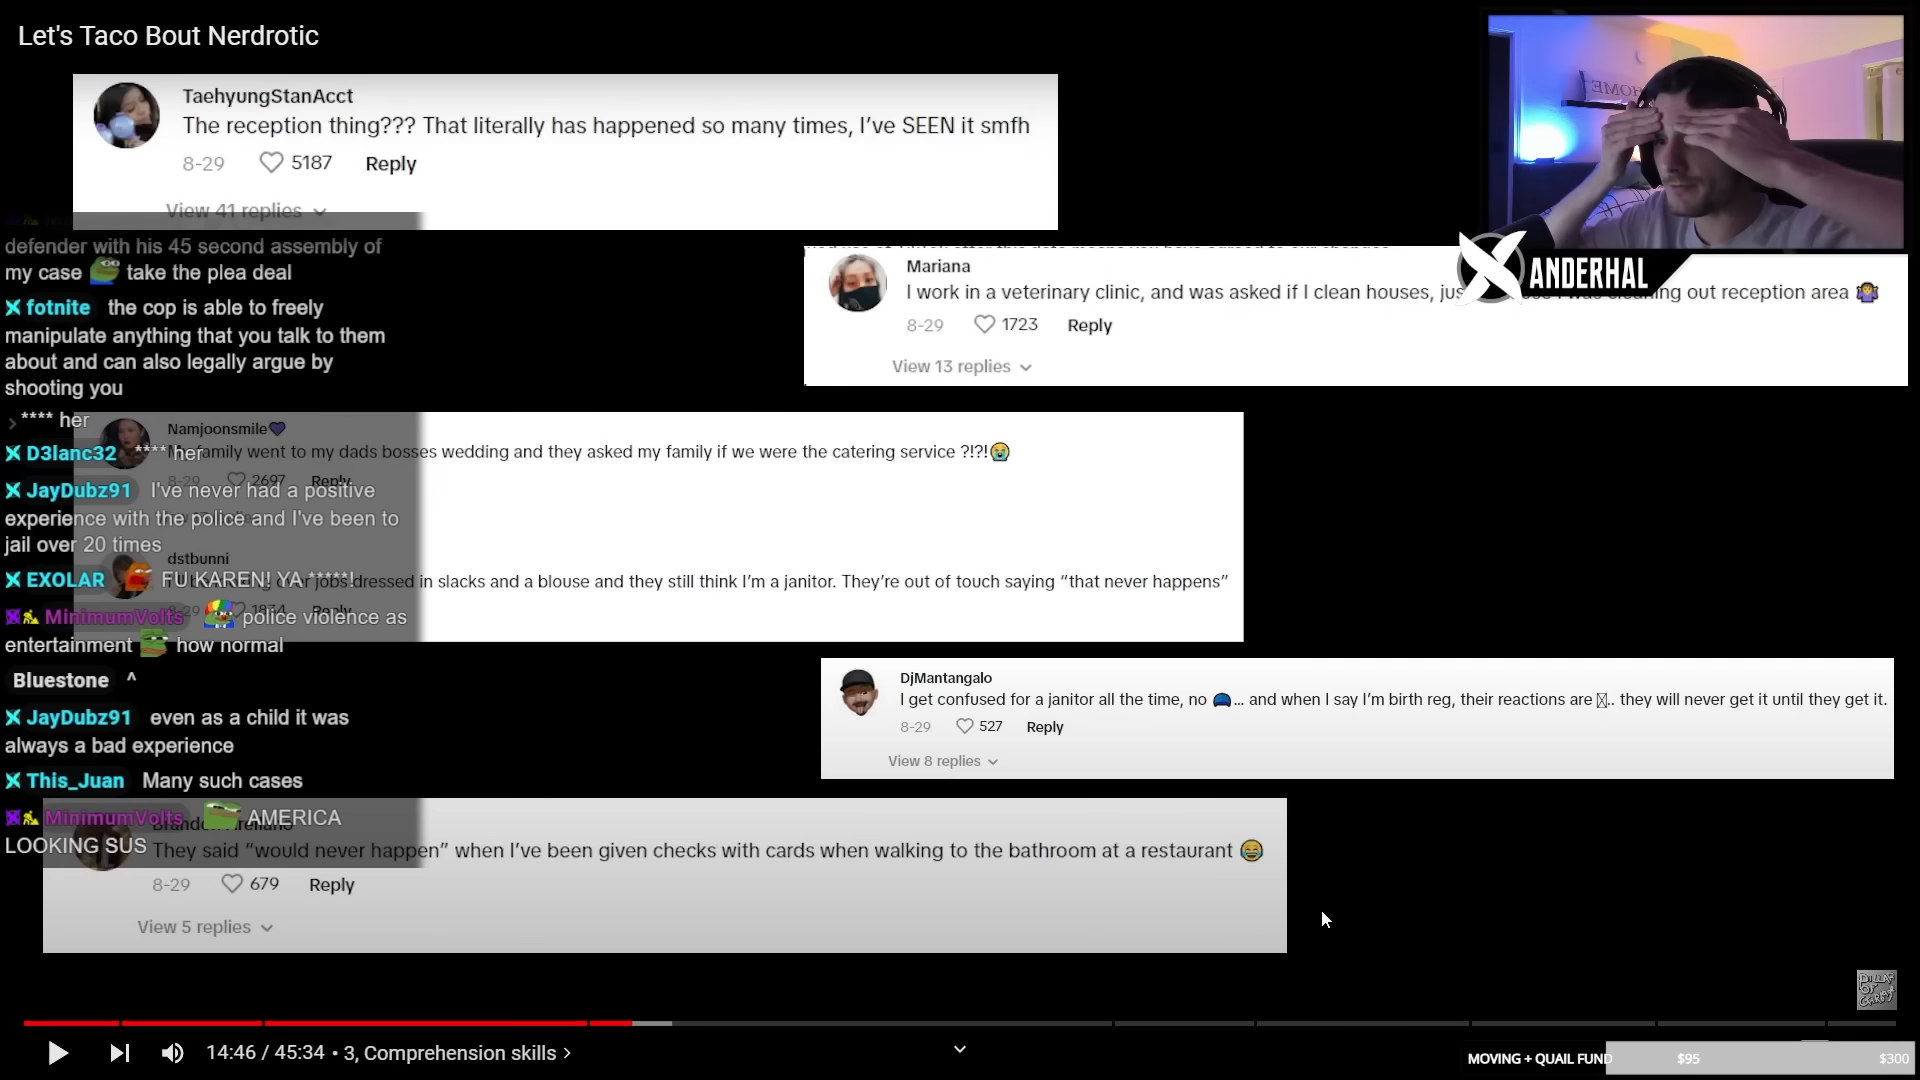 Let's Taco Bout Nerdrotic
TaehyungStanAcct
The reception thing??? That literally has happened so many times, I've SEEN it smfh
8-29 5187 Reply
View 41 replies
defender with his 45 second assembly of
my case take the plea deal
fotnite the cop is able to freely
manipulate anything that you talk to them
about and can also legally argue by
shooting you
**** her
D3lanc32 **** her
JayDubz91 I've never had a positive
experience with the police and I've been to
jail over 20 times
EXOLAR FU KAREN! YA *****!
MinimumVolts police violence as
entertainment how normal
Bluestone ^
JayDubz91 even as a child it was
always a bad experience
This_Juan Many such cases
MinimumVolts AMERICA
LOOKING SUS
HOME
ANDERHAL
Mariana
I work in a veterinary clinic, and was asked if I clean houses, out reception area
8-29 1723 Reply
View 13 replies
Namjoonsmile
family went to my dads bosses wedding and they asked my family if we were the catering service ?!?!
8-29 2697 Reply
dstbunni
jobs dressed in slacks and a blouse and they still think I'm a janitor. They're out of touch saying “that never happens”
1834 Reply
DjMantangalo
I get confused for a janitor all the time, no ... and when I say I'm birth reg, their reactions are .. they will never get it until they get it.
8-29 527 Reply
View 8 replies
They said “would never happen” when I've been given checks with cards when walking to the bathroom at a restaurant
8-29 679 Reply
View 5 replies
14:46 / 45:34 • 3, Comprehension skills >
MOVING + QUAIL FUND $95 $300